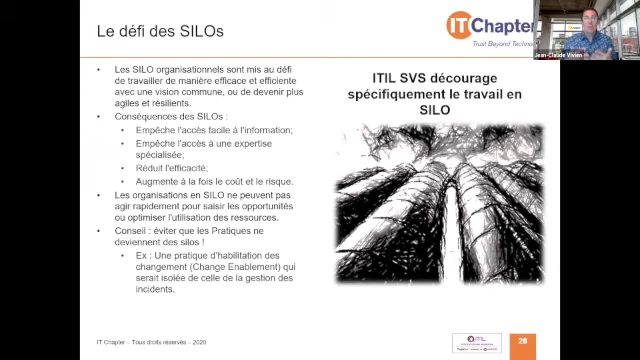 Le défi des SILOs
ITChapter
Trust Beyond Techno
Jean-Claude Vivien
• Les SILO organisationnels sont mis au défi
de travailler de manière efficace et efficiente
avec une vision commune, ou de devenir plus
agiles et résilients.
• Conséquences des SILOs :
• Empêche l'accès facile à l'information;
• Empêche l'accès à une expertise
spécialisée;
• Réduit l'efficacité;
• Augmente à la fois le coût et le risque.
• Les organisations en SILO ne peuvent pas
agir rapidement pour saisir les opportunités
ou optimiser l'utilisation des ressources.
• Conseil : éviter que les Pratiques ne
deviennent des silos !
• Ex : Une pratique d'habilitation des
changement (Change Enablement) qui
serait isolée de celle de la gestion des
incidents.
ITIL SVS décourage
spécifiquement le travail en
SILO
IT Chapter – Tous droits réservés – 2020
ITIL
28